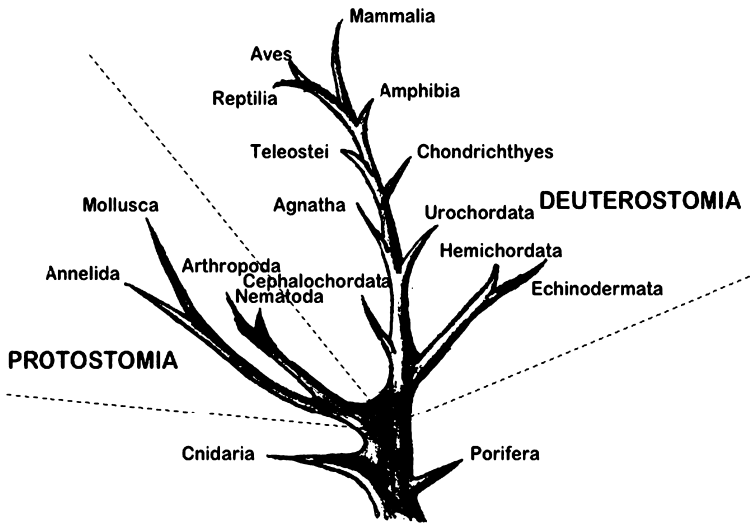 Mammalia
Aves
Reptilia
Amphibia
Teleostei
Chondrichthyes
DEUTEROSTOMIA
Mollusca
Agnatha
Urochordata
Hemichordata
Annelida
Arthropoda
Cephalochordata
Nematoda
Echinodermata
PROTOSTOMIA
Cnidaria
Porifera